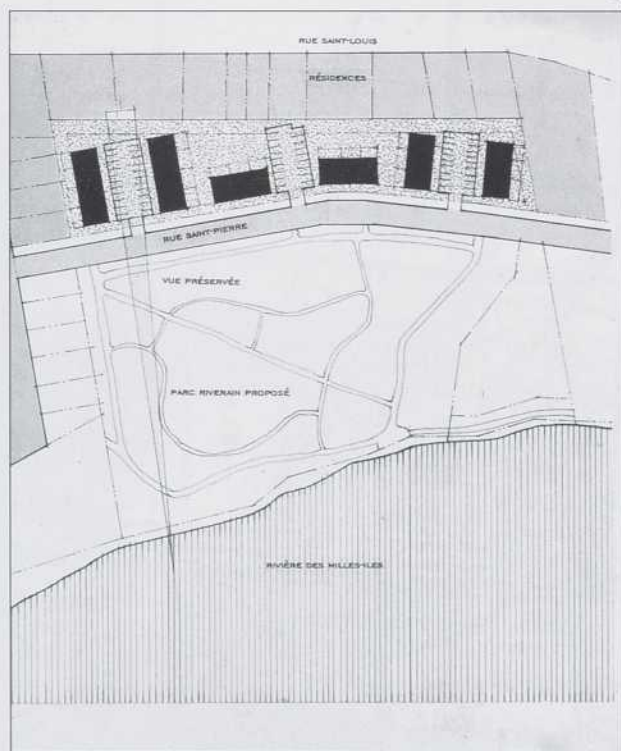 RUE SAINT-LOUIS
RÉSIDENCES
RUE SAINT-PIERRE
VUE PRÉSERVÉE
PARC RIVERAIN PROPOSÉ
RIVIÈRE DES MILLES-ILES